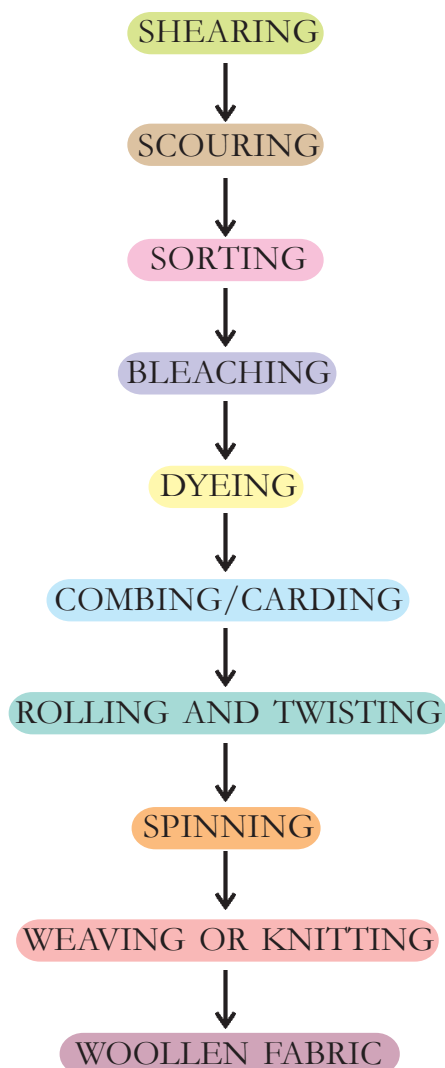 SHEARING
SCOURING
SORTING
BLEACHING
DYEING
COMBING/CARDING
ROLLING AND TWISTING
SPINNING
WEAVING OR KNITTING
WOOLLEN FABRIC